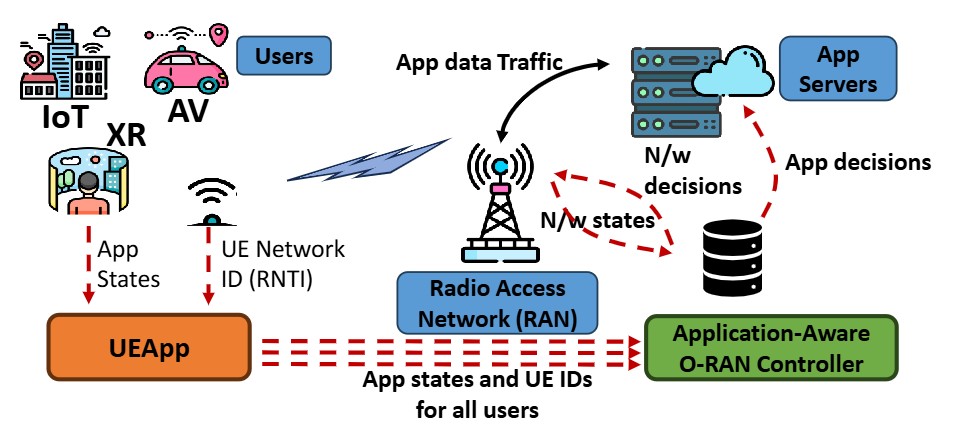 Users
IoT
AV
XR
App data Traffic
App
Servers
N/w
decisions
App decisions
N/w states
App
States
UE Network
ID (RNTI)
Radio Access
Network (RAN)
UEApp
Application-Aware
O-RAN Controller
App states and UE IDs
for all users